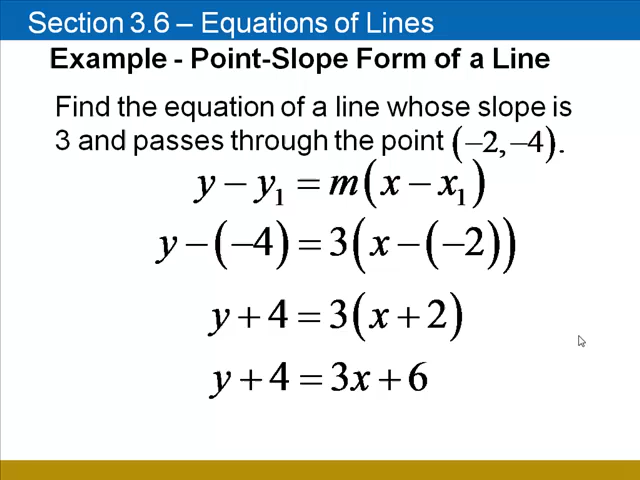 Section 3.6 – Equations of Lines
Example - Point-Slope Form of a Line
Find the equation of a line whose slope is
3 and passes through the point (−2,−4).
y − y₁ = m(x − x₁)
y − (−4) = 3(x − (−2))
y + 4 = 3(x + 2)
y + 4 = 3x + 6